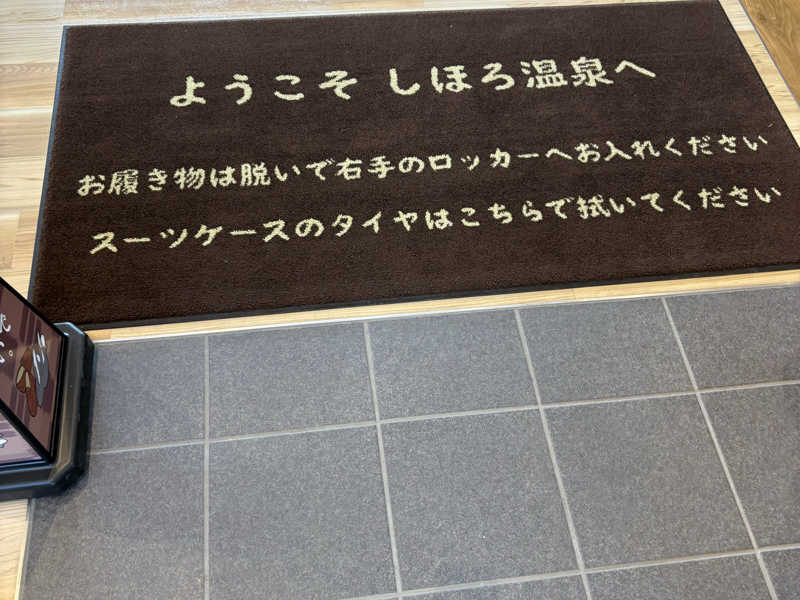 ようこそ しほろ温泉へ
お履き物は脱いで右手のロッカーへお入れください
スーツケースのタイヤはこちらで拭いてください